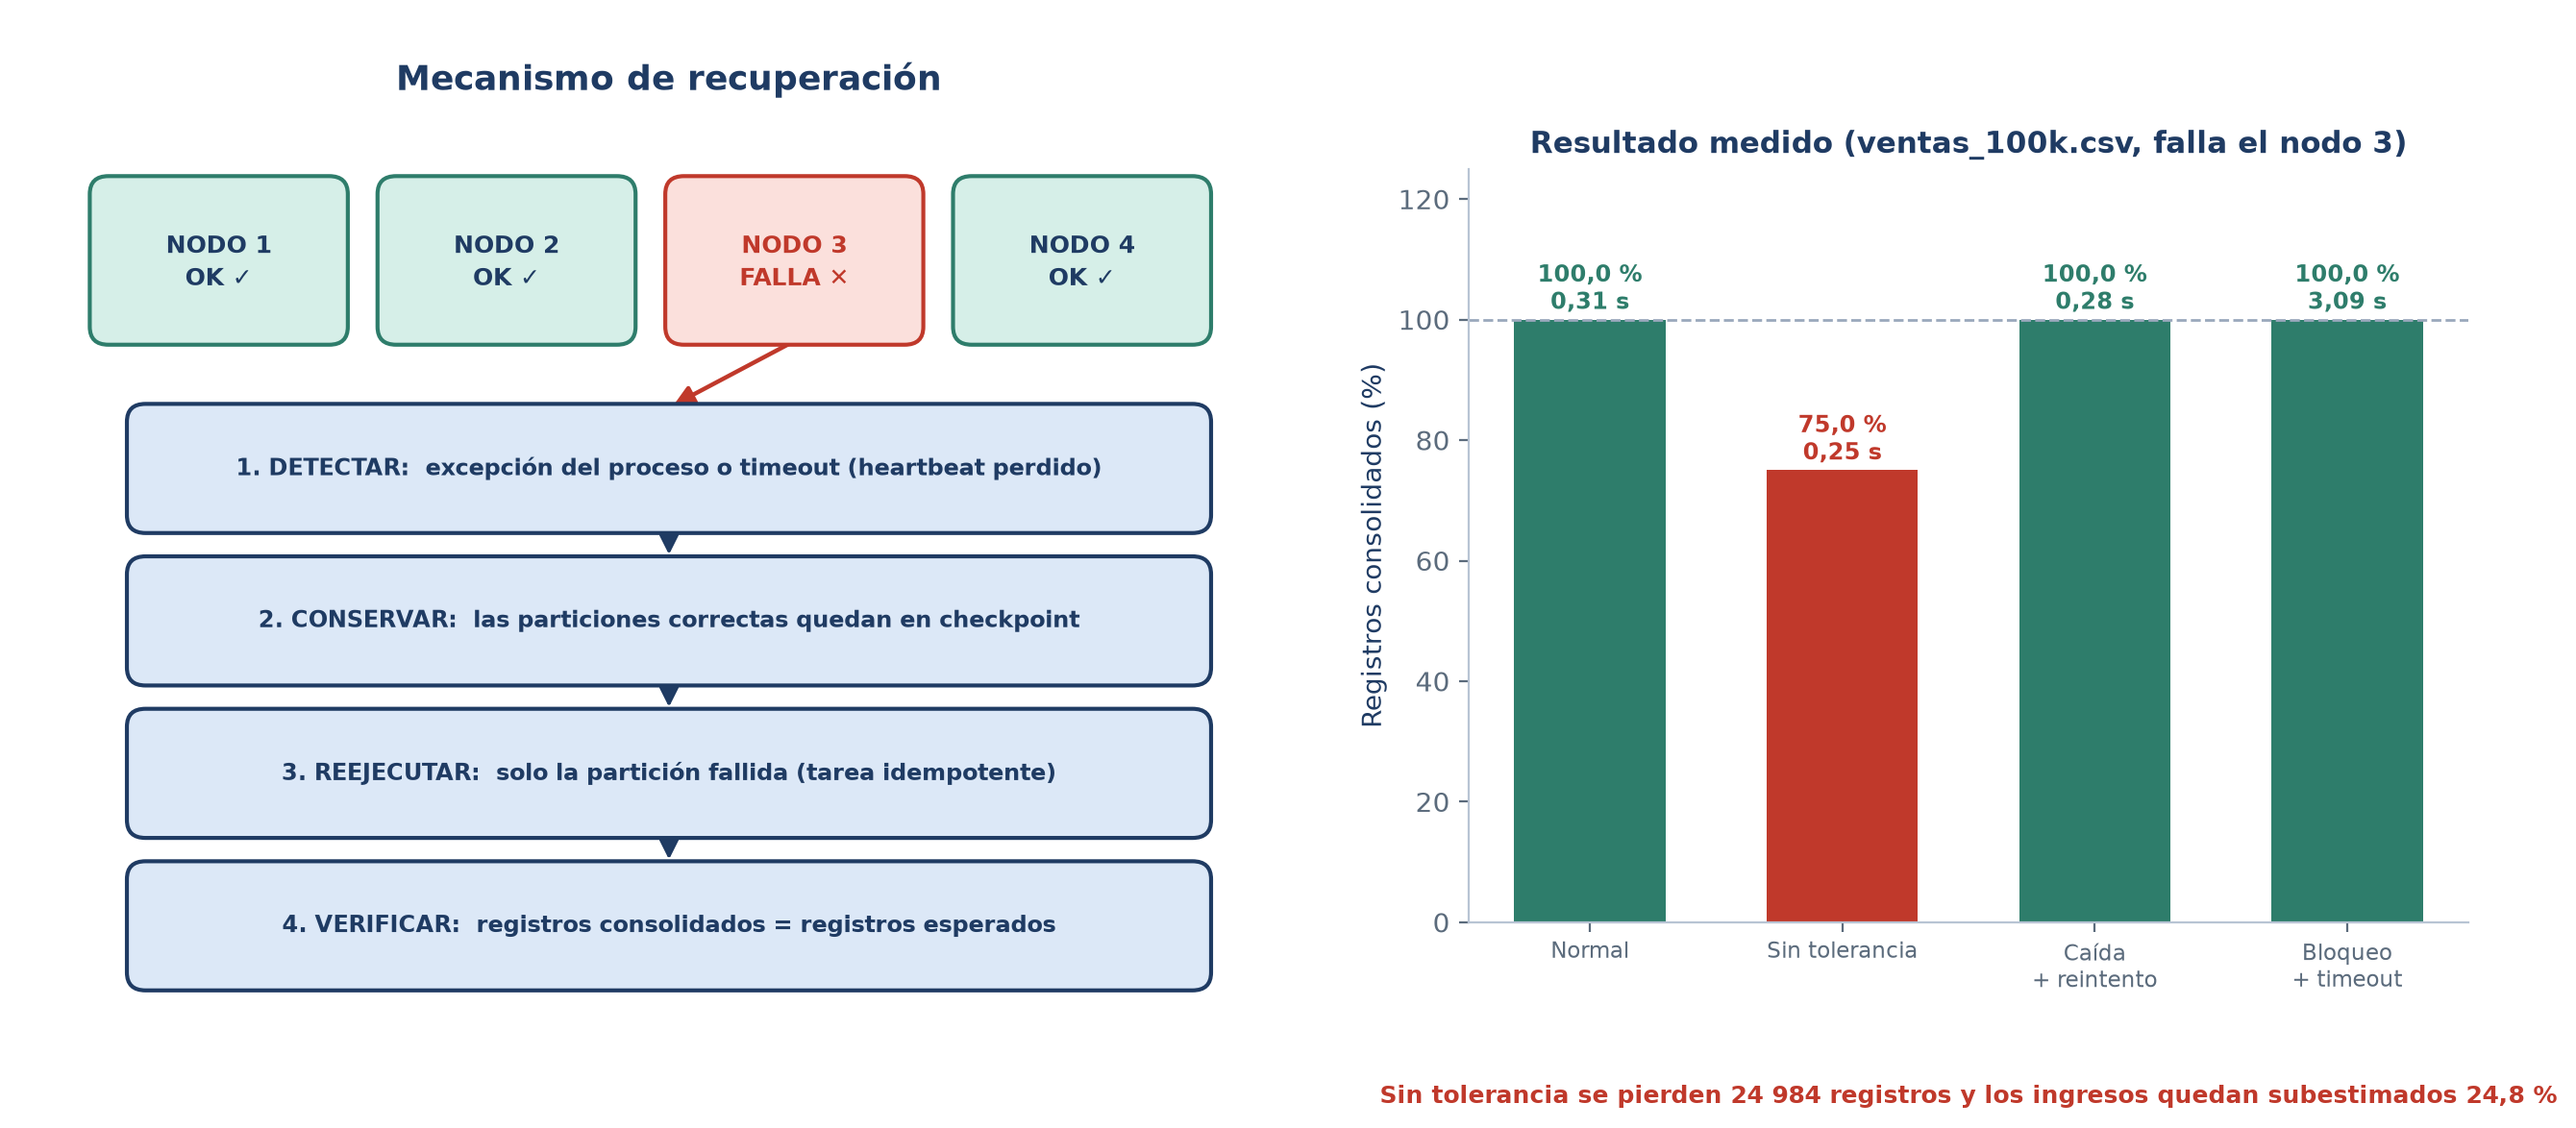 Mecanismo de recuperación
NODO 1
OK ✓
NODO 2
OK ✓
NODO 3
FALLA ✕
NODO 4
OK ✓
1. DETECTAR:  excepción del proceso o timeout (heartbeat perdido)
2. CONSERVAR:  las particiones correctas quedan en checkpoint
3. REEJECUTAR:  solo la partición fallida (tarea idempotente)
4. VERIFICAR:  registros consolidados = registros esperados
Resultado medido (ventas_100k.csv, falla el nodo 3)
Registros consolidados (%)
120
100
80
60
40
20
0
100,0 %
0,31 s
75,0 %
0,25 s
100,0 %
0,28 s
100,0 %
3,09 s
Normal
Sin tolerancia
Caída
+ reintento
Bloqueo
+ timeout
Sin tolerancia se pierden 24 984 registros y los ingresos quedan subestimados 24,8 %